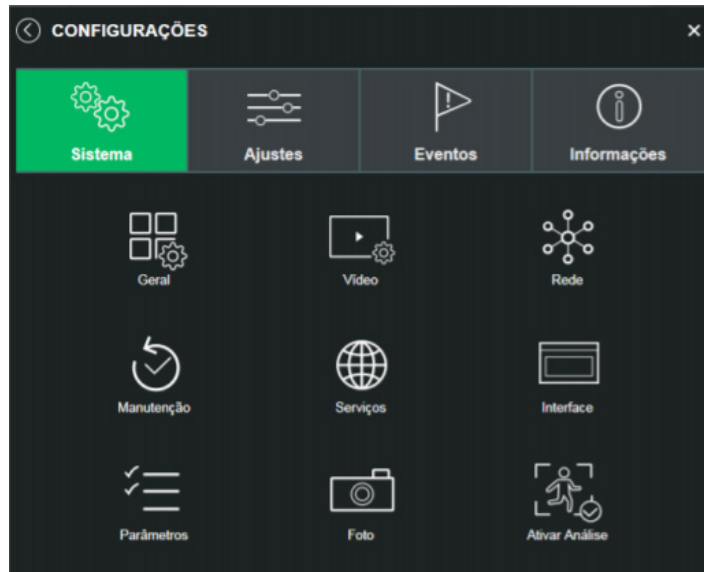 CONFIGURAÇÕES
Sistema Ajustes Eventos Informações
Geral Vídeo Rede
Manutenção Serviços Interface
Parâmetros Foto Ativar Análise